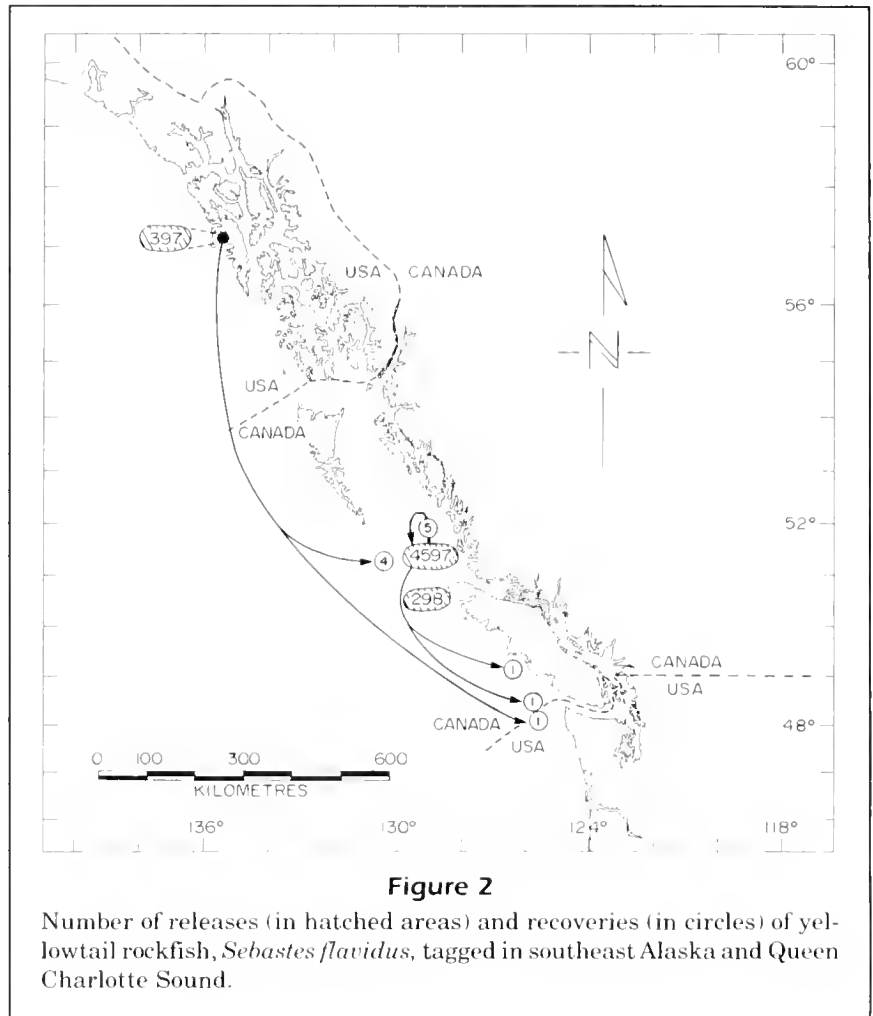 60°
397
USA CANADA
56°
USA
CANADA
52°
5
4597
4
298
1
CANADA
USA
1
1
48°
CANADA
USA
0 100 300 600
KILOMETRES
136° 130° 124° 118°
N
Figure 2
Number of releases (in hatched areas) and recoveries (in circles) of yel-
lowtail rockfish, Sebastes flavidus, tagged in southeast Alaska and Queen
Charlotte Sound.